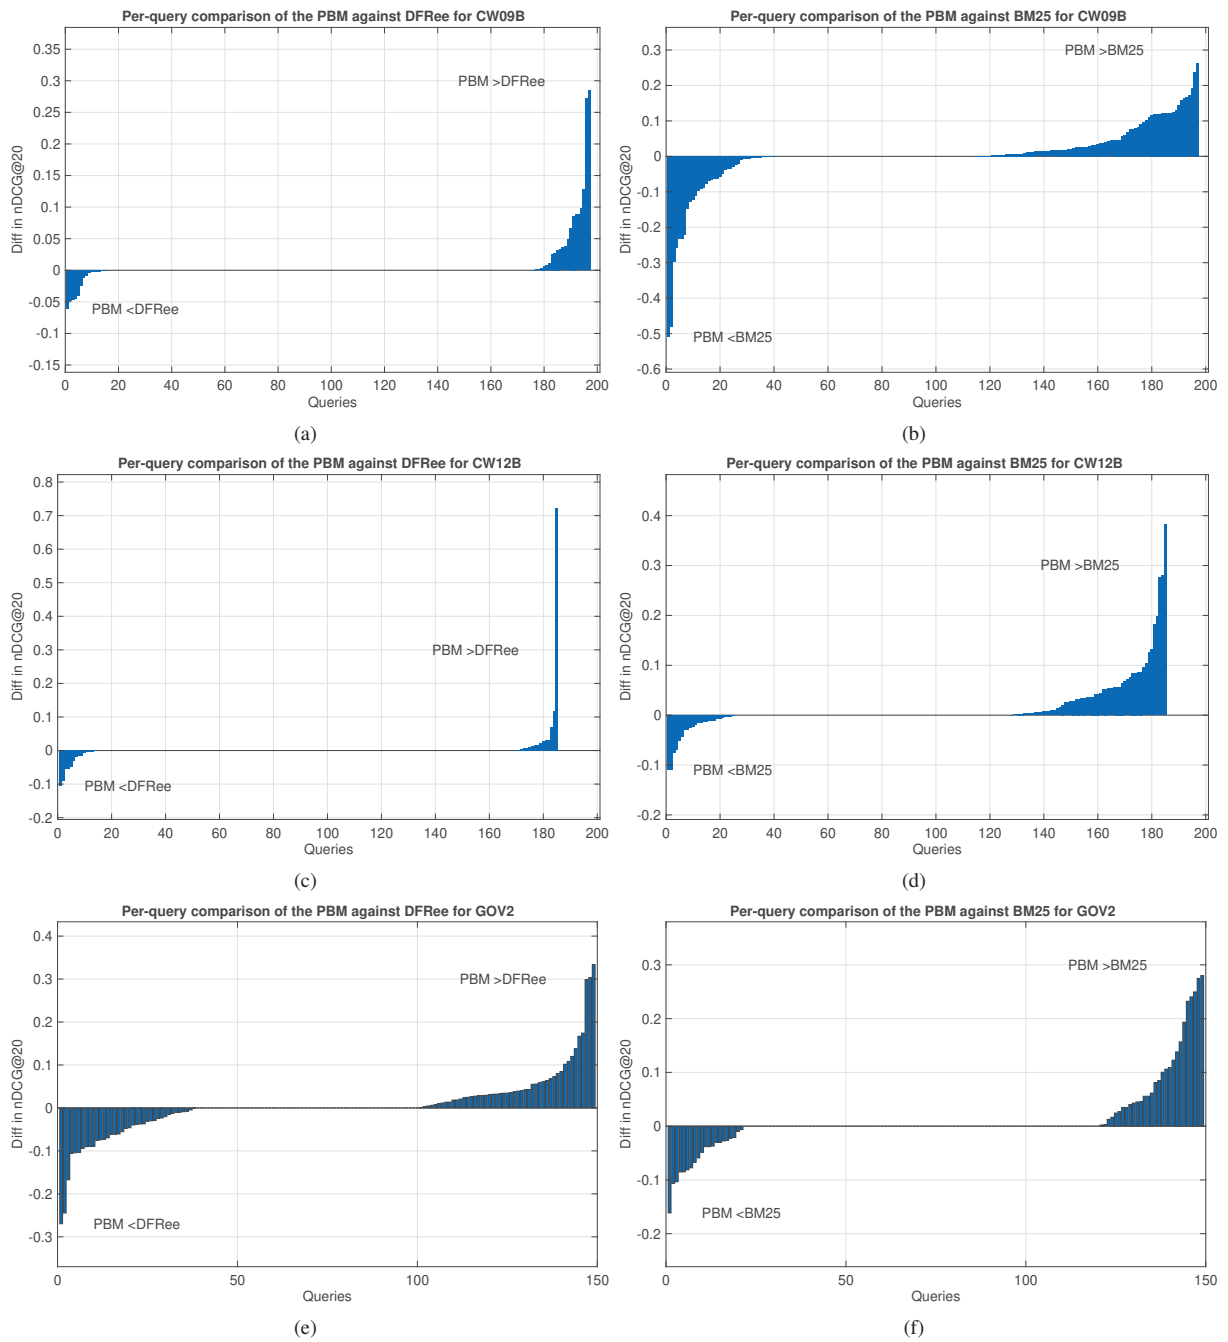 Per-query comparison of the PBM against DFRee for CW09B
0.35
0.3
0.25
0.2
0.15
0.1
0.05
0
-0.05
-0.1
-0.15
Diff in nDCG@20
PBM >DFRee
PBM <DFRee
0 20 40 60 80 100 120 140 160 180 200
Queries
(a)
Per-query comparison of the PBM against BM25 for CW09B
0.3
0.2
0.1
0
-0.1
-0.2
-0.3
-0.4
-0.5
-0.6
Diff in nDCG@20
PBM >BM25
PBM <BM25
0 20 40 60 80 100 120 140 160 180 200
Queries
(b)
Per-query comparison of the PBM against DFRee for CW12B
0.8
0.7
0.6
0.5
0.4
0.3
0.2
0.1
0
-0.1
-0.2
Diff in nDCG@20
PBM >DFRee
PBM <DFRee
0 20 40 60 80 100 120 140 160 180 200
Queries
(c)
Per-query comparison of the PBM against BM25 for CW12B
0.4
0.3
0.2
0.1
0
-0.1
-0.2
Diff in nDCG@20
PBM >BM25
PBM <BM25
0 20 40 60 80 100 120 140 160 180 200
Queries
(d)
Per-query comparison of the PBM against DFRee for GOV2
0.4
0.3
0.2
0.1
0
-0.1
-0.2
-0.3
Diff in nDCG@20
PBM >DFRee
PBM <DFRee
0 50 100 150
Queries
(e)
Per-query comparison of the PBM against BM25 for GOV2
0.3
0.2
0.1
0
-0.1
-0.2
Diff in nDCG@20
PBM >BM25
PBM <BM25
0 50 100 150
Queries
(f)